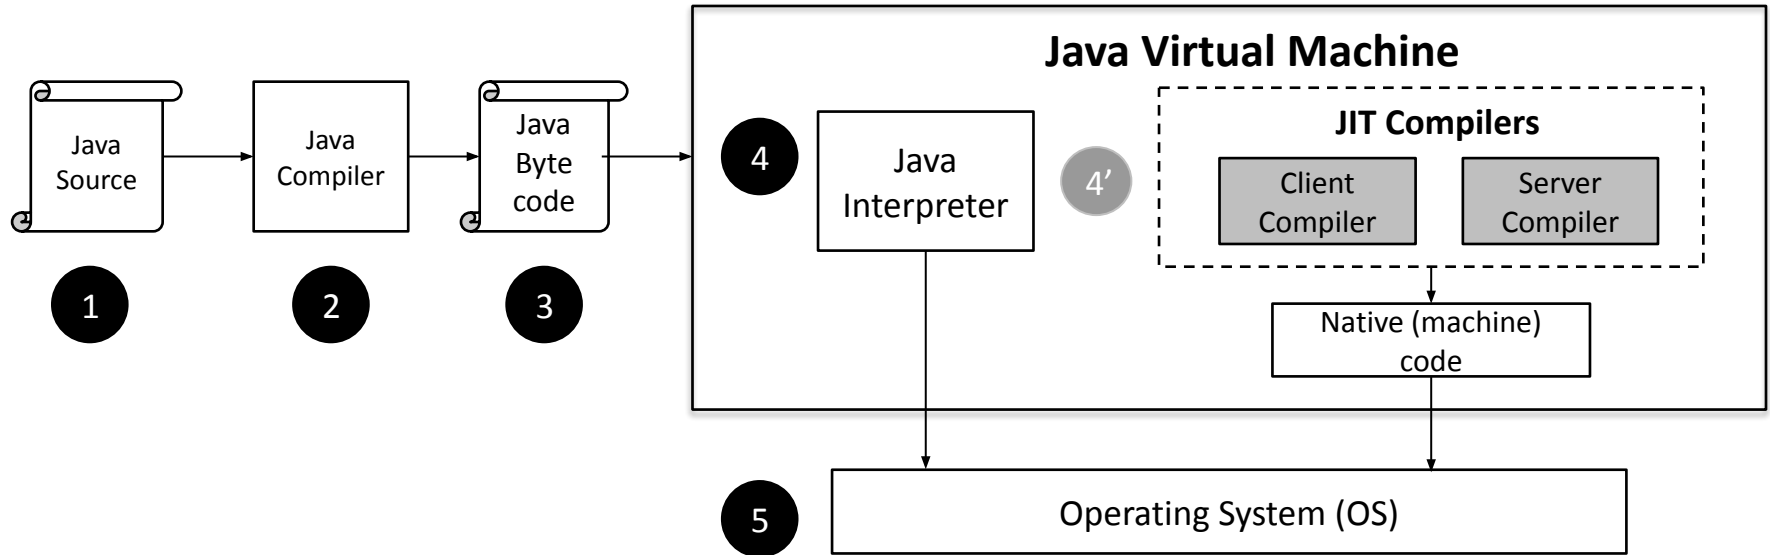 Java Virtual Machine
Java
Source
Java
Compiler
Java
Byte
code
4
Java
Interpreter
4’
JIT Compilers
Client
Compiler
Server
Compiler
1
2
3
Native (machine)
code
5
Operating System (OS)